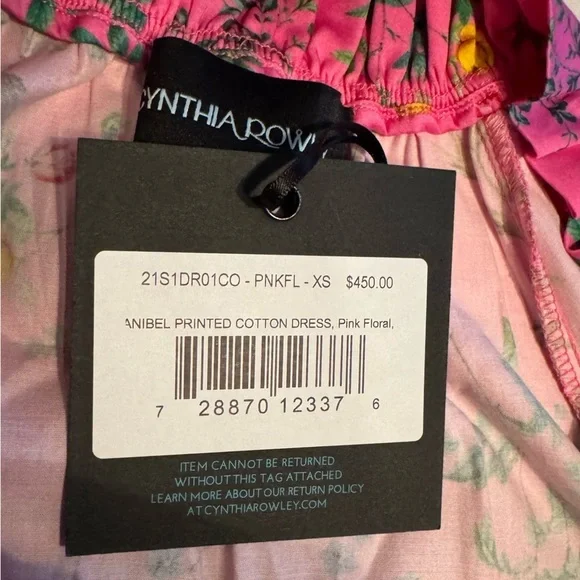 CYNTHIA ROWLEY
21S1DR01CO - PNKFL - XS $450.00
ANIBEL PRINTED COTTON DRESS, Pink Floral,
7 28870 12337 6
ITEM CANNOT BE RETURNED
WITHOUT THIS TAG ATTACHED
LEARN MORE ABOUT OUR RETURN POLICY
AT CYNTHIAROWLEY.COM